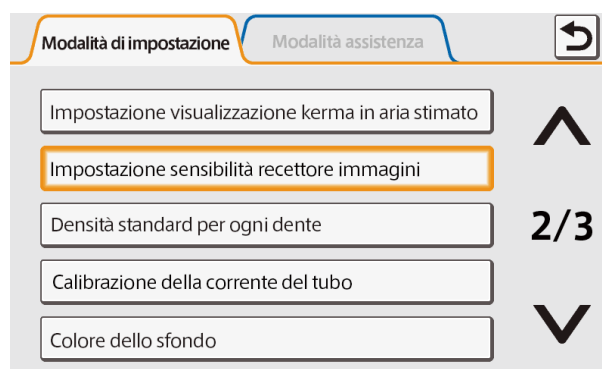 Modalità di impostazione
Modalità assistenza
Impostazione visualizzazione kerma in aria stimato
Impostazione sensibilità recettore immagini
2/3
Densità standard per ogni dente
Calibrazione della corrente del tubo
Colore dello sfondo